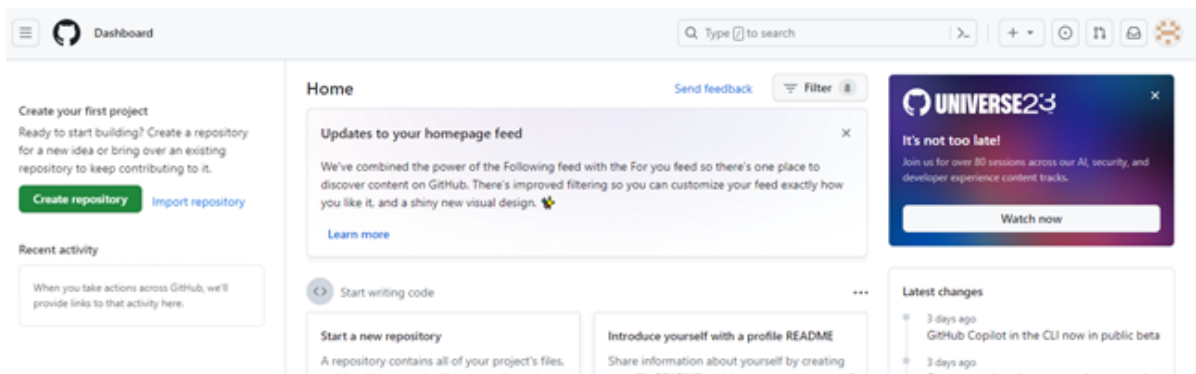 Dashboard
Type / to search
Create your first project
Ready to start building? Create a repository
for a new idea or bring over an existing
repository to keep contributing to it.
Create repository
Import repository
Recent activity
When you take actions across GitHub, we'll
provide links to that activity here.
Home
Send feedback
Filter 8
Updates to your homepage feed
We've combined the power of the Following feed with the For you feed so there's one place to
discover content on GitHub. There's improved filtering so you can customize your feed exactly how
you like it, and a shiny new visual design.
Learn more
Start writing code
Start a new repository
A repository contains all of your project's files,
Introduce yourself with a profile README
Share information about yourself by creating
UNIVERSE23
It's not too late!
Join us for over 80 sessions across our AI, security, and
developer experience content tracks.
Watch now
Latest changes
3 days ago
GitHub Copilot in the CLI now in public beta
3 days ago